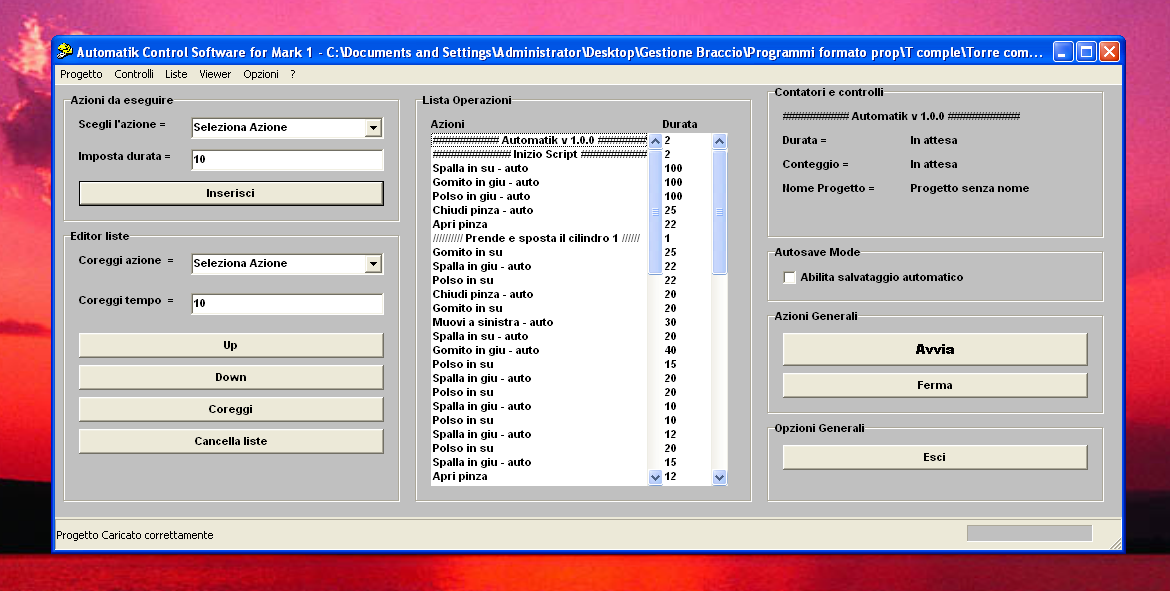 Automatik Control Software for Mark 1 - C:\Documents and Settings\Administrator\Desktop\Gestione Braccio\Programmi formato prop\T comple\Torre com...
Progetto Controlli Liste Viewer Opzioni ?
Azioni da eseguire
Scegli l'azione = Seleziona Azione
Imposta durata = 10
Inserisci
Editor liste
Coreggi azione = Seleziona Azione
Coreggi tempo = 10
Up
Down
Coreggi
Cancella liste
Lista Operazioni
Azioni Durata
########### Automatik v 1.0.0 ######### 2
############# Inizio Script ########### 2
Spalla in su - auto 100
Gomito in giu - auto 100
Polso in giu - auto 100
Chiudi pinza - auto 25
Apri pinza 22
////////// Prende e sposta il cilindro 1 ////// 1
Gomito in su 25
Spalla in giu - auto 22
Polso in su 22
Chiudi pinza - auto 20
Gomito in su 20
Muovi a sinistra - auto 30
Spalla in su - auto 20
Gomito in giu - auto 40
Polso in su 15
Spalla in giu - auto 20
Polso in su 20
Spalla in giu - auto 10
Polso in su 10
Spalla in giu - auto 12
Polso in su 20
Spalla in giu - auto 15
Apri pinza 12
Contatori e controlli
########### Automatik v 1.0.0 ############
Durata = In attesa
Conteggio = In attesa
Nome Progetto = Progetto senza nome
Autosave Mode
Abilita salvataggio automatico
Azioni Generali
Avvia
Ferma
Opzioni Generali
Esci
Progetto Caricato correttamente